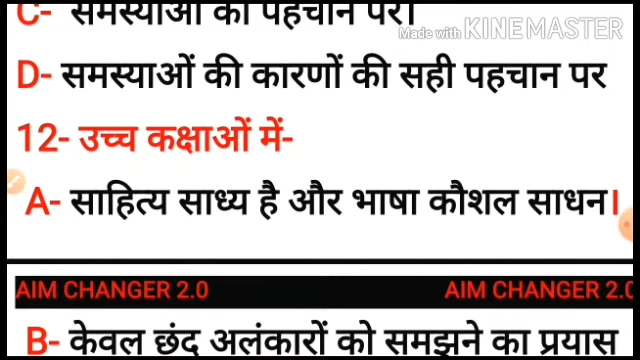 C- समस्याओं की पहचान पर।
Made with KINEMASTER
D- समस्याओं की कारणों की सही पहचान पर
12- उच्च कक्षाओं में-
A- साहित्य साध्य है और भाषा कौशल साधन।
AIM CHANGER 2.0 AIM CHANGER 2.0
B- केवल छंद अलंकारों को समझने का प्रयास